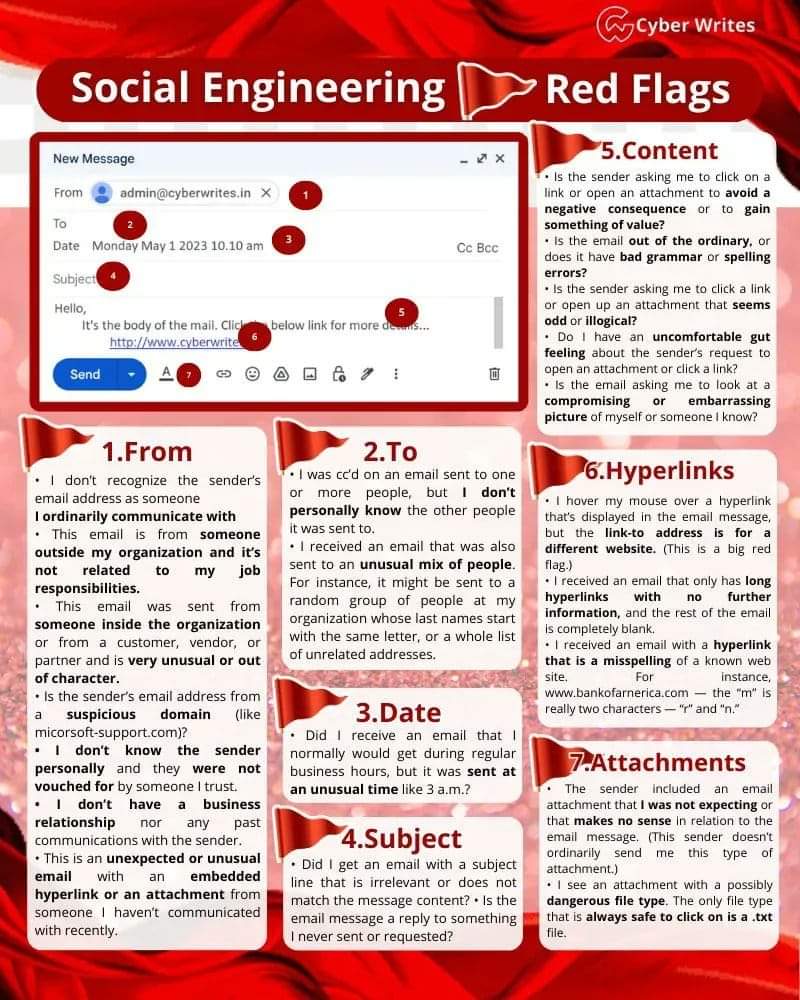 Cyber Writes
Social Engineering Red Flags
New Message
From admin@cyberwrites.in 1
To 2
Date Monday May 1 2023 10.10 am 3 Cc Bcc
Subject 4
Hello, 5
It's the body of the mail. Click below link for more
http://www.cyberwrite 6
Send A 7
1.From
• I don't recognize the sender's
email address as someone
I ordinarily communicate with
• This email is from someone
outside my organization and it's
not related to my job
responsibilities.
• This email was sent from
someone inside the organization
or from a customer, vendor, or
partner and is very unusual or out
of character.
• Is the sender's email address from
a suspicious domain (like
micorsoft-support.com)?
• I don't know the sender
personally and they were not
vouched for by someone I trust.
• I don't have a business
relationship nor any past
communications with the sender.
• This is an unexpected or unusual
email with an embedded
hyperlink or an attachment from
someone I haven't communicated
with recently.
2.To
• I was cc'd on an email sent to one
or more people, but I don't
personally know the other people
it was sent to.
• I received an email that was also
sent to an unusual mix of people.
For instance, it might be sent to a
random group of people at my
organization whose last names start
with the same letter, or a whole list
of unrelated addresses.
3.Date
• Did I receive an email that I
normally would get during regular
business hours, but it was sent at
an unusual time like 3 a.m.?
4.Subject
• Did I get an email with a subject
line that is irrelevant or does not
match the message content? • Is the
email message a reply to something
I never sent or requested?
5.Content
• Is the sender asking me to click on a
link or open an attachment to avoid a
negative consequence or to gain
something of value?
• Is the email out of the ordinary, or
does it have bad grammar or spelling
errors?
• Is the sender asking me to click a link
or open up an attachment that seems
odd or illogical?
• Do I have an uncomfortable gut
feeling about the sender's request to
open an attachment or click a link?
• Is the email asking me to look at a
compromising or embarrassing
picture of myself or someone I know?
6.Hyperlinks
• I hover my mouse over a hyperlink
that's displayed in the email message,
but the link-to address is for a
different website. (This is a big red
flag.)
• I received an email that only has long
hyperlinks with no further
information, and the rest of the email
is completely blank.
• I received an email with a hyperlink
that is a misspelling of a known web
site. For instance,
www.bankofarnerica.com — the "m" is
really two characters — "r" and "n."
7.Attachments
• The sender included an email
attachment that I was not expecting or
that makes no sense in relation to the
email message. (This sender doesn't
ordinarily send me this type of
attachment.)
• I see an attachment with a possibly
dangerous file type. The only file type
that is always safe to click on is a .txt
file.